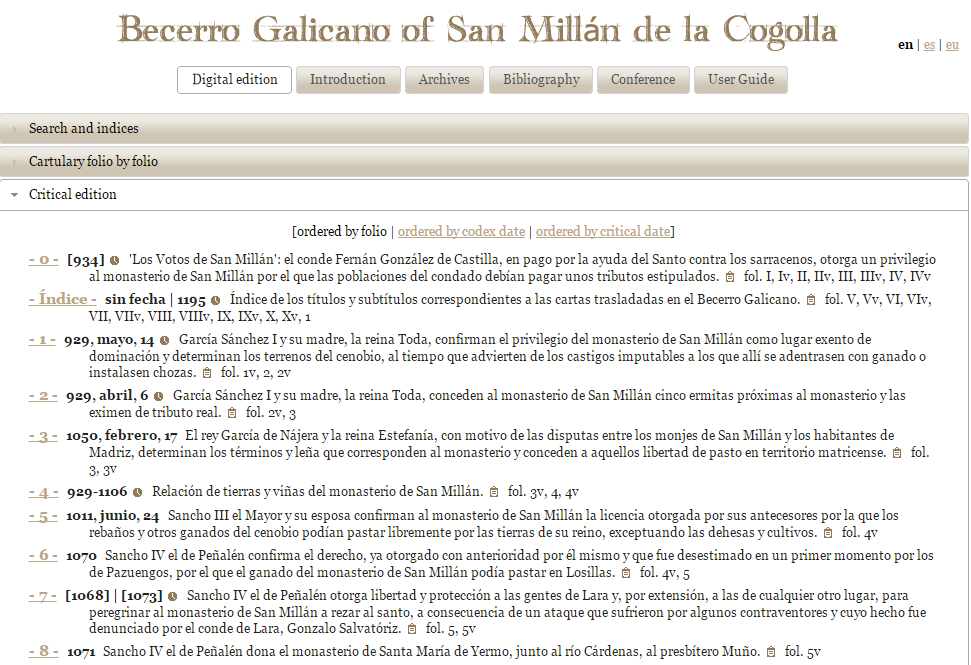 Becerro Galicano of San Millán de la Cogolla
en | es | eu
Digital edition Introduction Archives Bibliography Conference User Guide
Search and indices
Cartulary folio by folio
Critical edition
[ordered by folio | ordered by codex date | ordered by critical date]
- 0 - [934] 'Los Votos de San Millán': el conde Fernán González de Castilla, en pago por la ayuda del Santo contra los sarracenos, otorga un privilegio
al monasterio de San Millán por el que las poblaciones del condado debían pagar unos tributos estipulados. fol. I, Iv, II, IIv, III, IIIv, IV, IVv
- Índice - sin fecha | 1195 Índice de los títulos y subtítulos correspondientes a las cartas trasladadas en el Becerro Galicano. fol. V, Vv, VI, VIv,
VII, VIIv, VIII, VIIIv, IX, IXv, X, Xv, 1
- 1 - 929, mayo, 14 García Sánchez I y su madre, la reina Toda, confirman el privilegio del monasterio de San Millán como lugar exento de
dominación y determinan los terrenos del cenobio, al tiempo que advierten de los castigos imputables a los que allí se adentrasen con ganado o
instalasen chozas. fol. 1v, 2, 2v
- 2 - 929, abril, 6 García Sánchez I y su madre, la reina Toda, conceden al monasterio de San Millán cinco ermitas próximas al monasterio y las
eximen de tributo real. fol. 2v, 3
- 3 - 1050, febrero, 17 El rey García de Nájera y la reina Estefanía, con motivo de las disputas entre los monjes de San Millán y los habitantes de
Madriz, determinan los términos y leña que corresponden al monasterio y conceden a aquellos libertad de pasto en territorio matricense. fol.
3, 3v
- 4 - 929-1106 Relación de tierras y viñas del monasterio de San Millán. fol. 3v, 4, 4v
- 5 - 1011, junio, 24 Sancho III el Mayor y su esposa confirman al monasterio de San Millán la licencia otorgada por sus antecesores por la que los
rebaños y otros ganados del cenobio podían pastar libremente por las tierras de su reino, exceptuando las dehesas y cultivos. fol. 4v
- 6 - 1070 Sancho IV el de Peñalén confirma el derecho, ya otorgado con anterioridad por él mismo y que fue desestimado en un primer momento por los
de Pazuengos, por el que el ganado del monasterio de San Millán podía pastar en Losillas. fol. 4v, 5
- 7 - [1068] | [1073] Sancho IV el de Peñalén otorga libertad y protección a las gentes de Lara y, por extensión, a las de cualquier otro lugar, para
peregrinar al monasterio de San Millán a rezar al santo, a consecuencia de un ataque que sufrieron por algunos contraventores y cuyo hecho fue
denunciado por el conde de Lara, Gonzalo Salvatóriz. fol. 5, 5v
- 8 - 1071 Sancho IV el de Peñalén dona el monasterio de Santa María de Yermo, junto al río Cárdenas, al presbítero Muño. fol. 5v